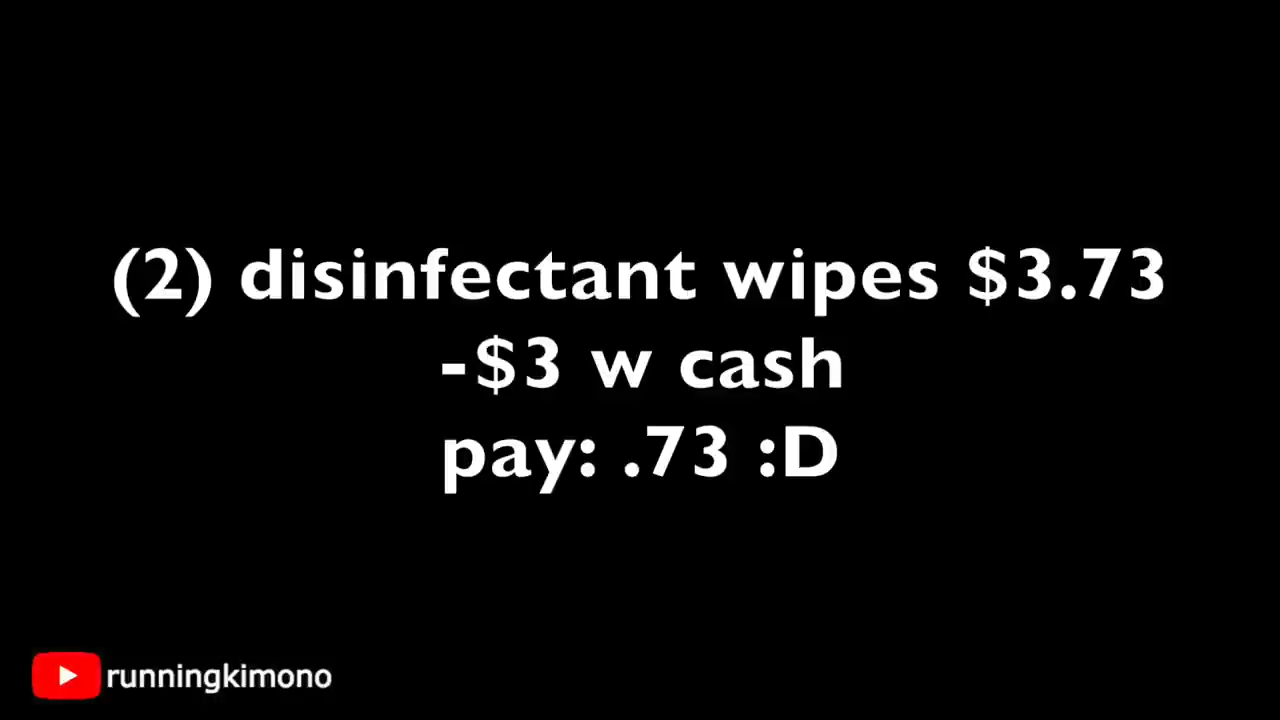 (2) disinfectant wipes $3.73
-$3 w cash
pay: .73 :D
runningkimono